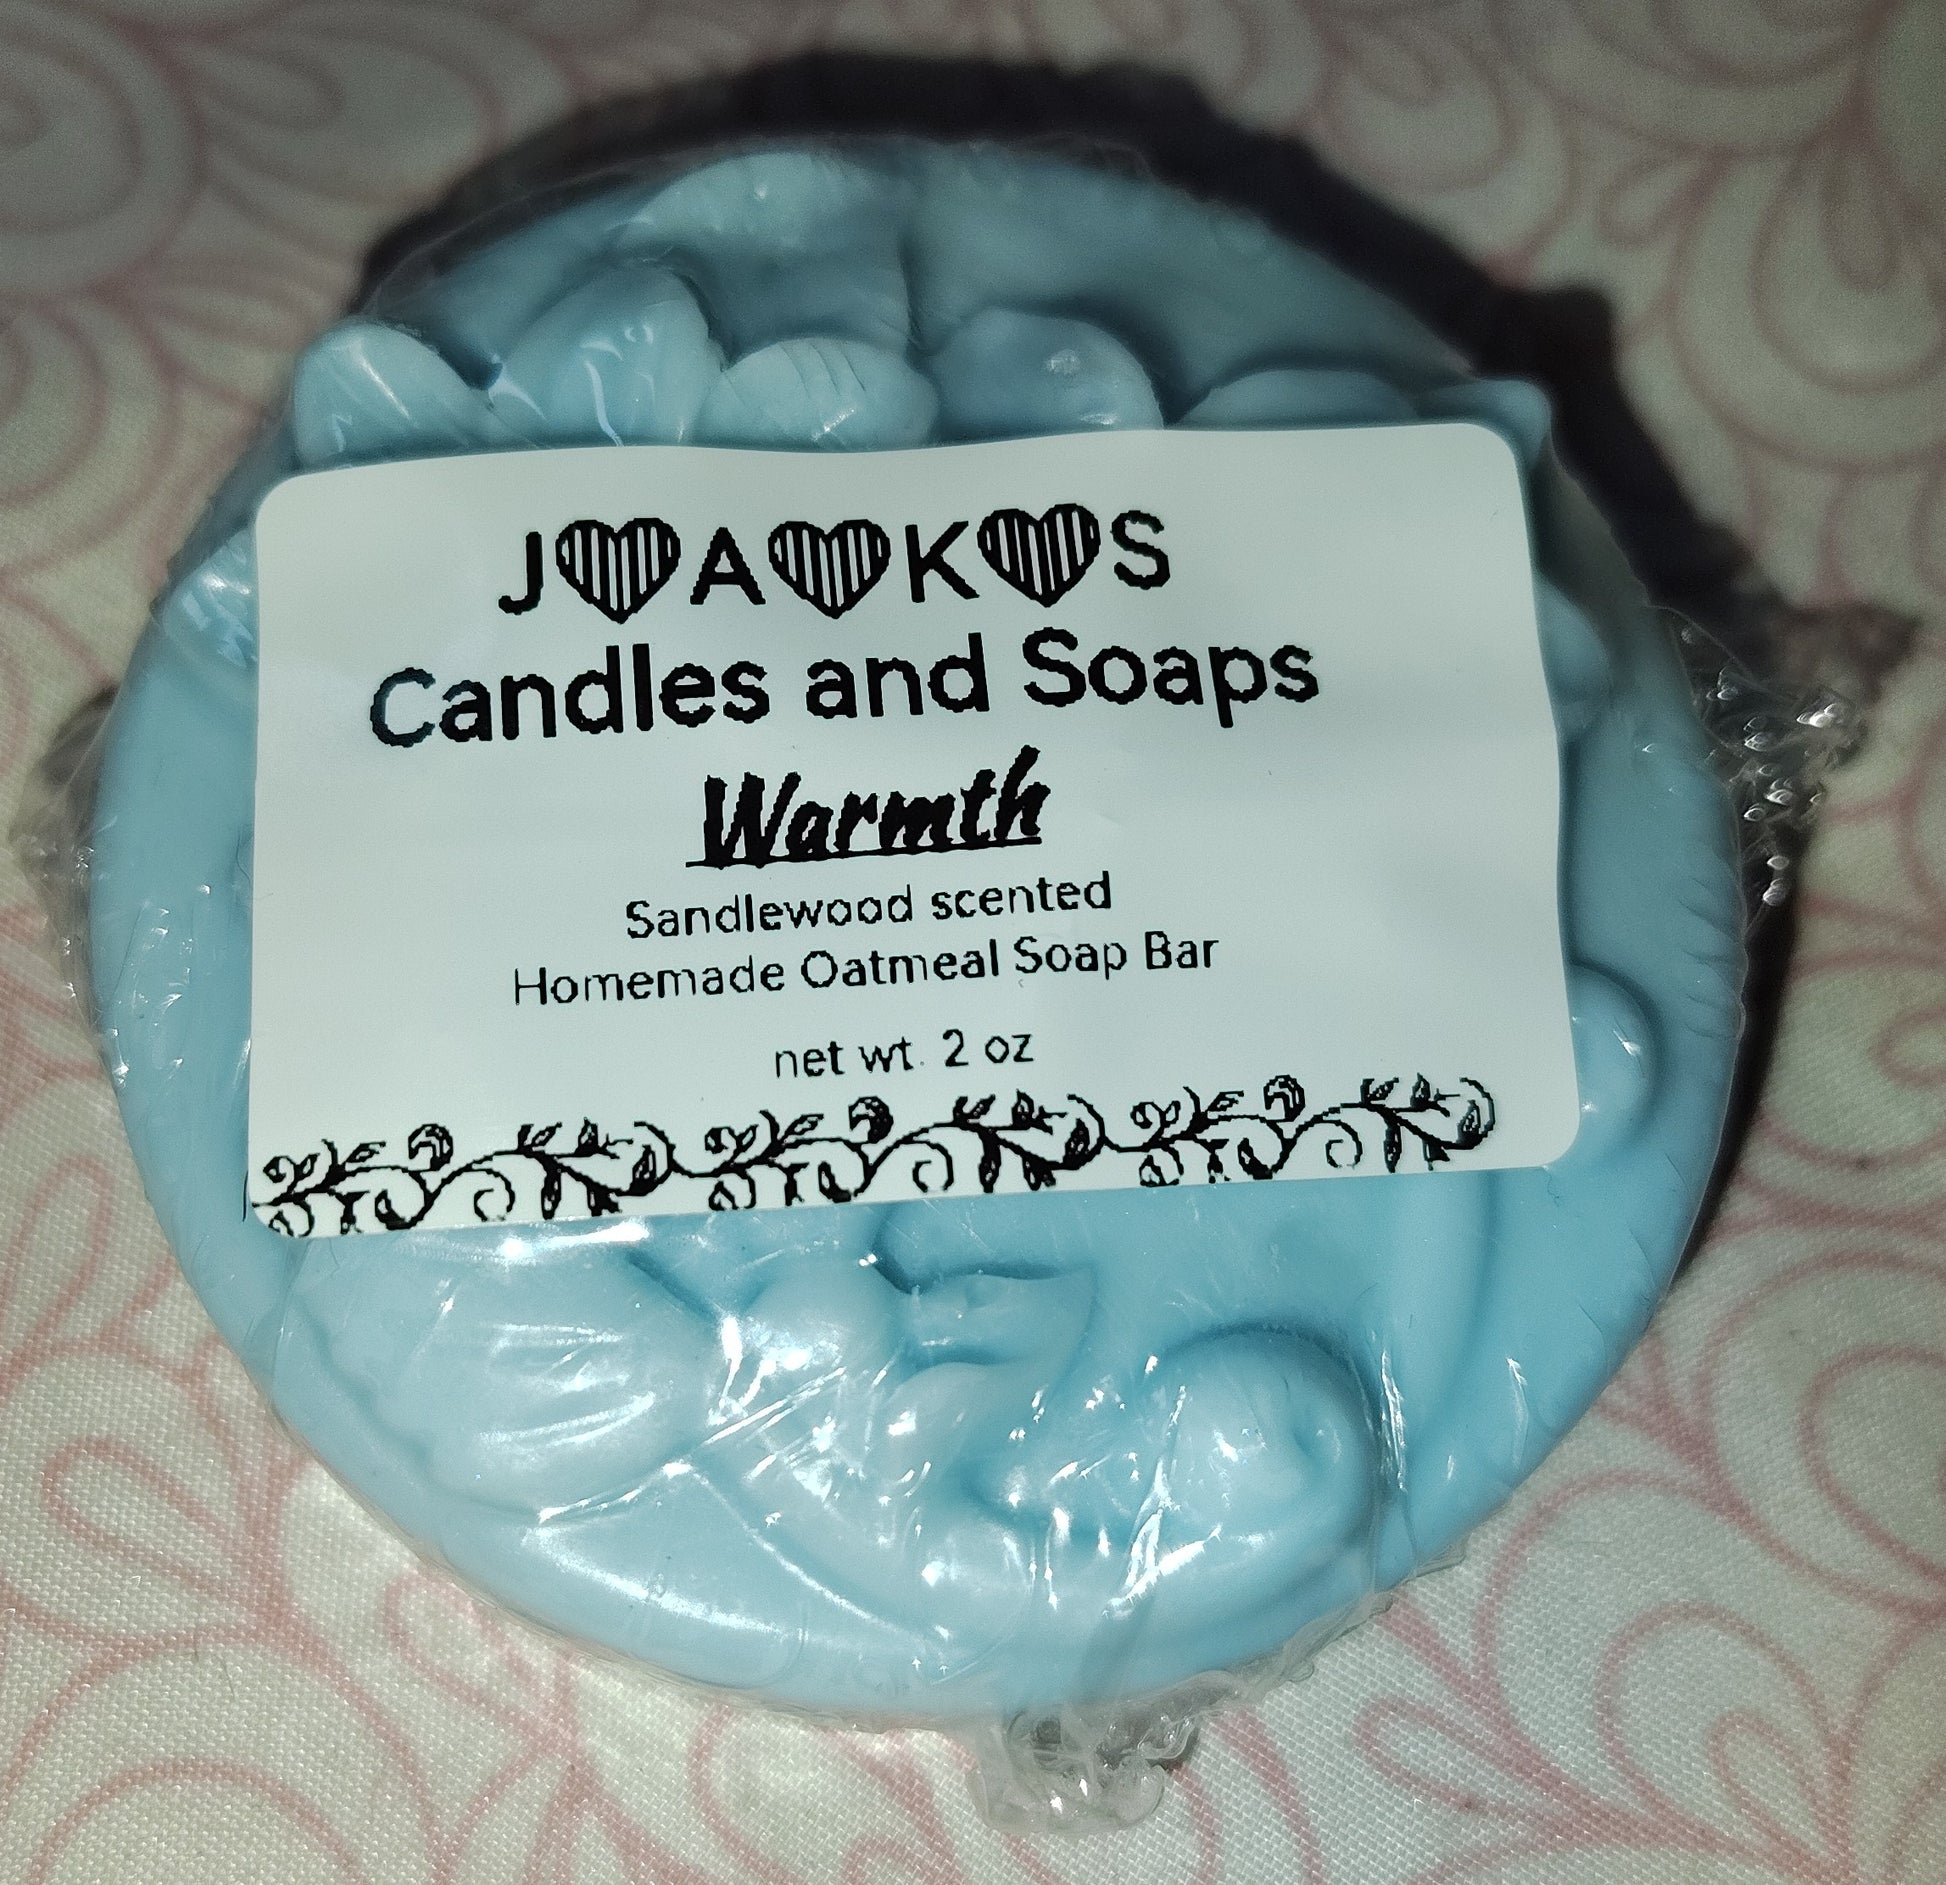 J♥A♥K♥S
Candles and Soaps
Warmth
Sandlewood scented
Homemade Oatmeal Soap Bar
net wt. 2 oz